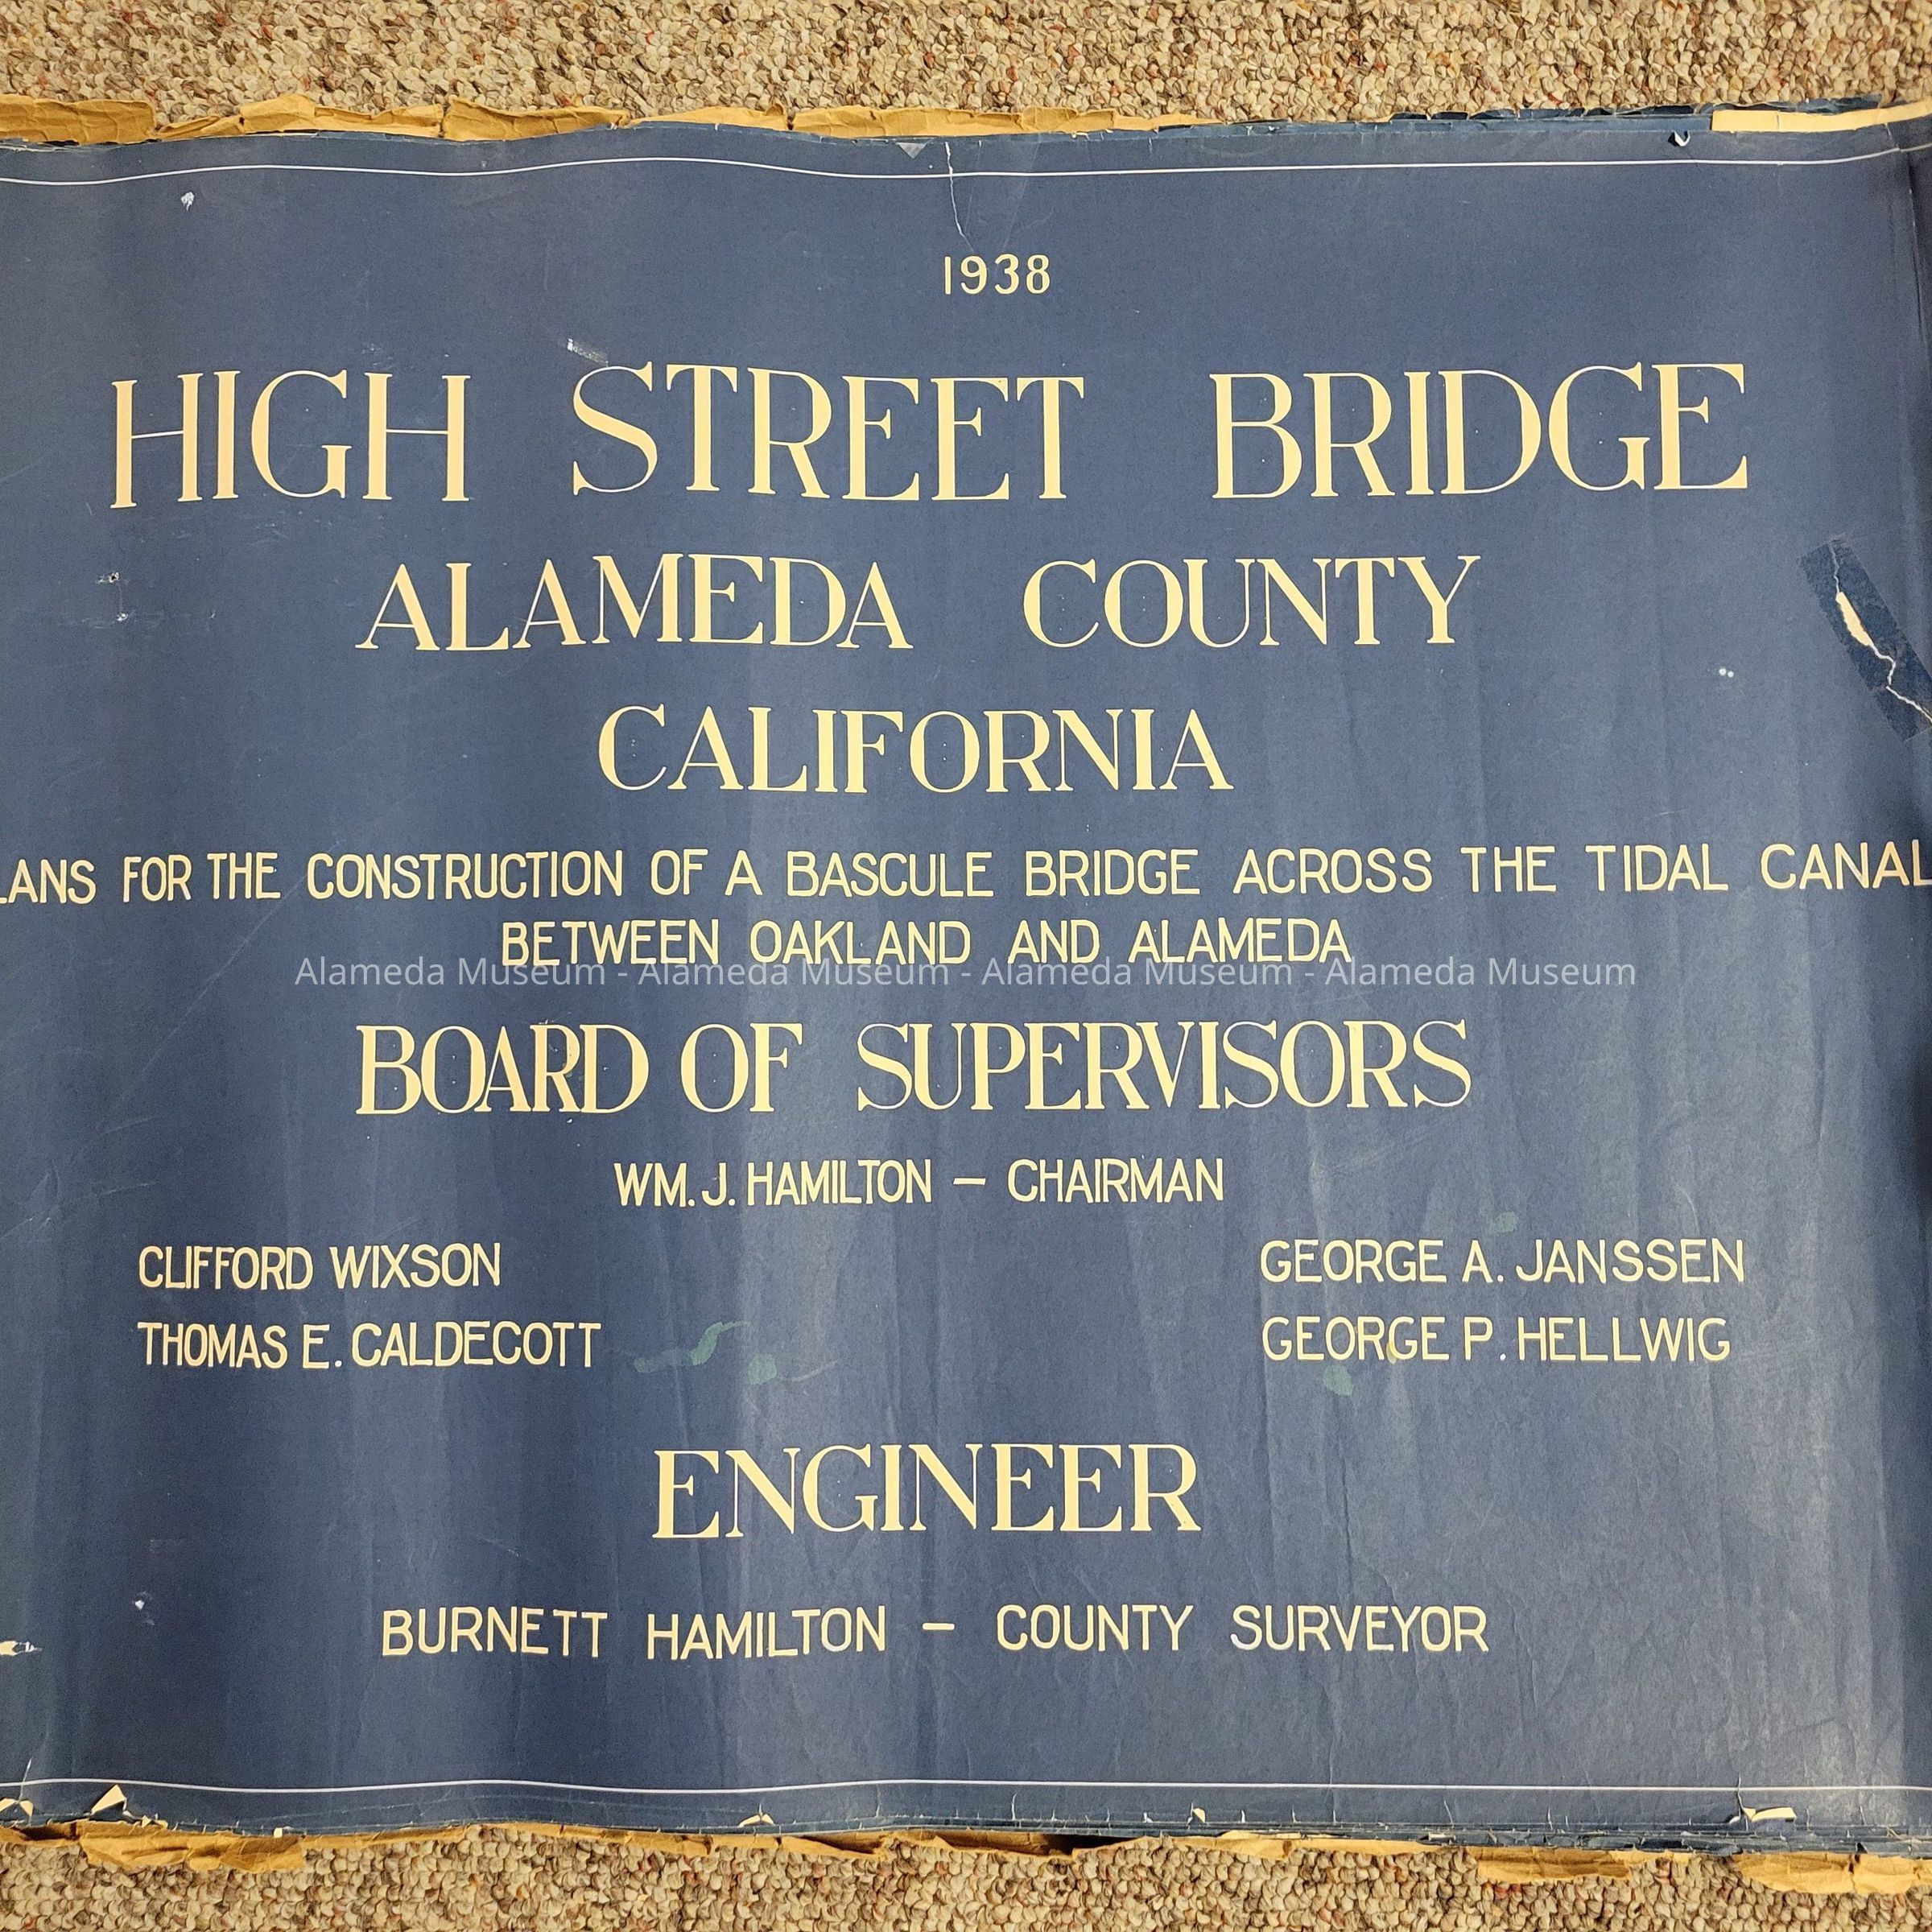 1938
HIGH STREET BRIDGE
ALAMEDA COUNTY
CALIFORNIA
LANS FOR THE CONSTRUCTION OF A BASCULE BRIDGE ACROSS THE TIDAL CANAL
BETWEEN OAKLAND AND ALAMEDA
Alameda Museum - Alameda Museum - Alameda Museum - Alameda Museum
BOARD OF SUPERVISORS
WM. J. HAMILTON — CHAIRMAN
CLIFFORD WIXSON GEORGE A. JANSSEN
THOMAS E. CALDECOTT GEORGE P. HELLWIG
ENGINEER
BURNETT HAMILTON — COUNTY SURVEYOR